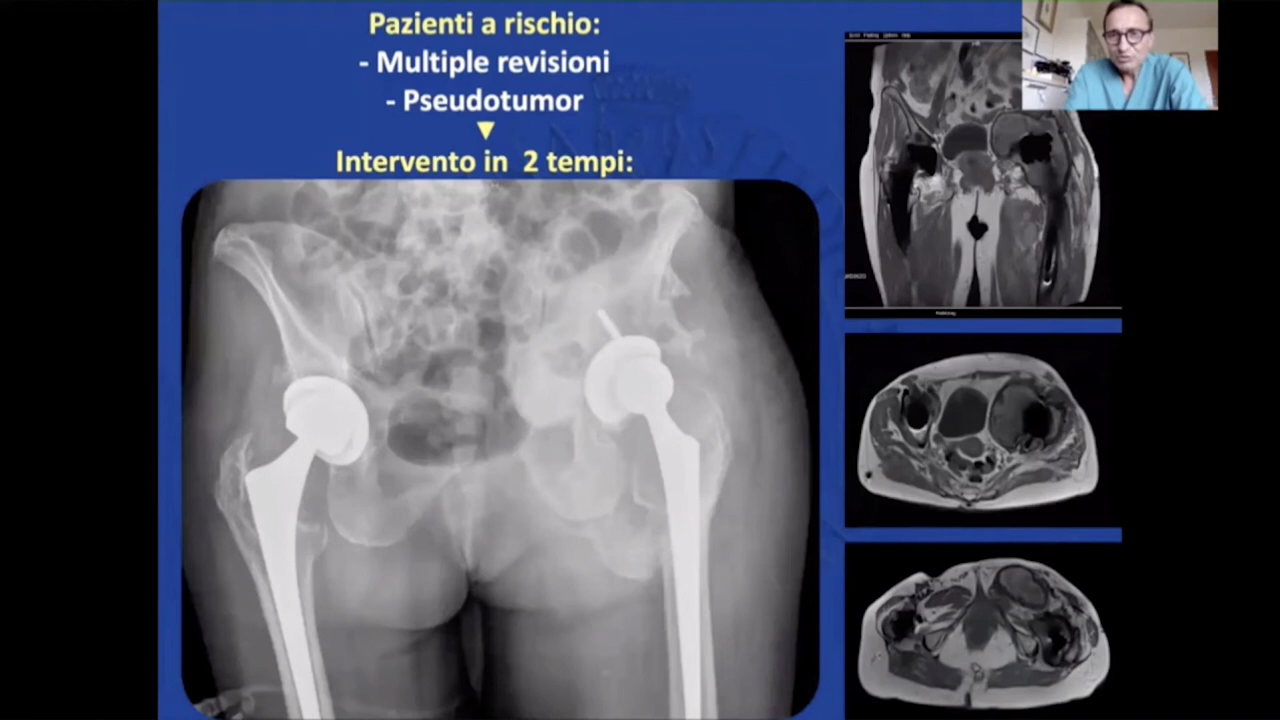 Pazienti a rischio:
- Multiple revisioni
- Pseudotumor
Intervento in 2 tempi: